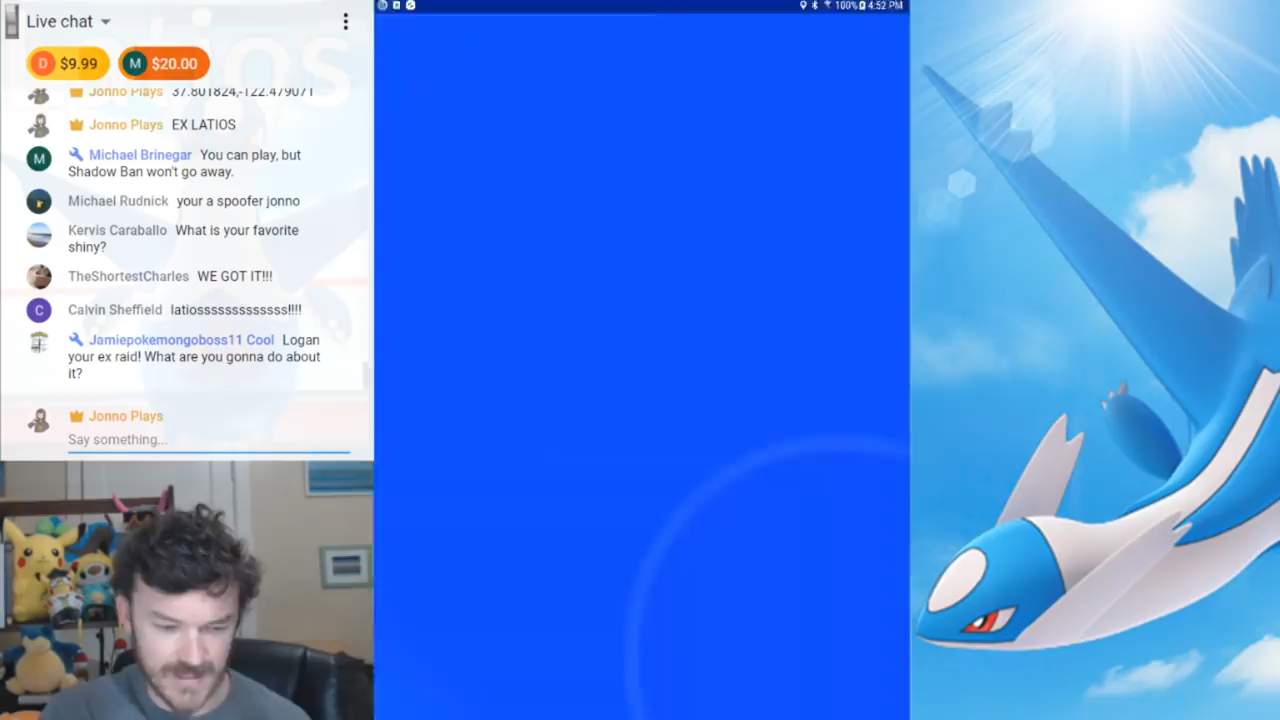 Live chat
100% 4:52 PM
D $9.99 M $20.00
Jonno Plays 37.801824,-122.479071
Jonno Plays EX LATIOS
M Michael Brinegar You can play, but
Shadow Ban won't go away.
Michael Rudnick your a spoofer jonno
Kervis Caraballo What is your favorite
shiny?
TheShortestCharles WE GOT IT!!!
C Calvin Sheffield latiosssssssssssss!!!!
Jamiepokemongoboss11 Cool Logan
your ex raid! What are you gonna do about
it?
Jonno Plays
Say something...